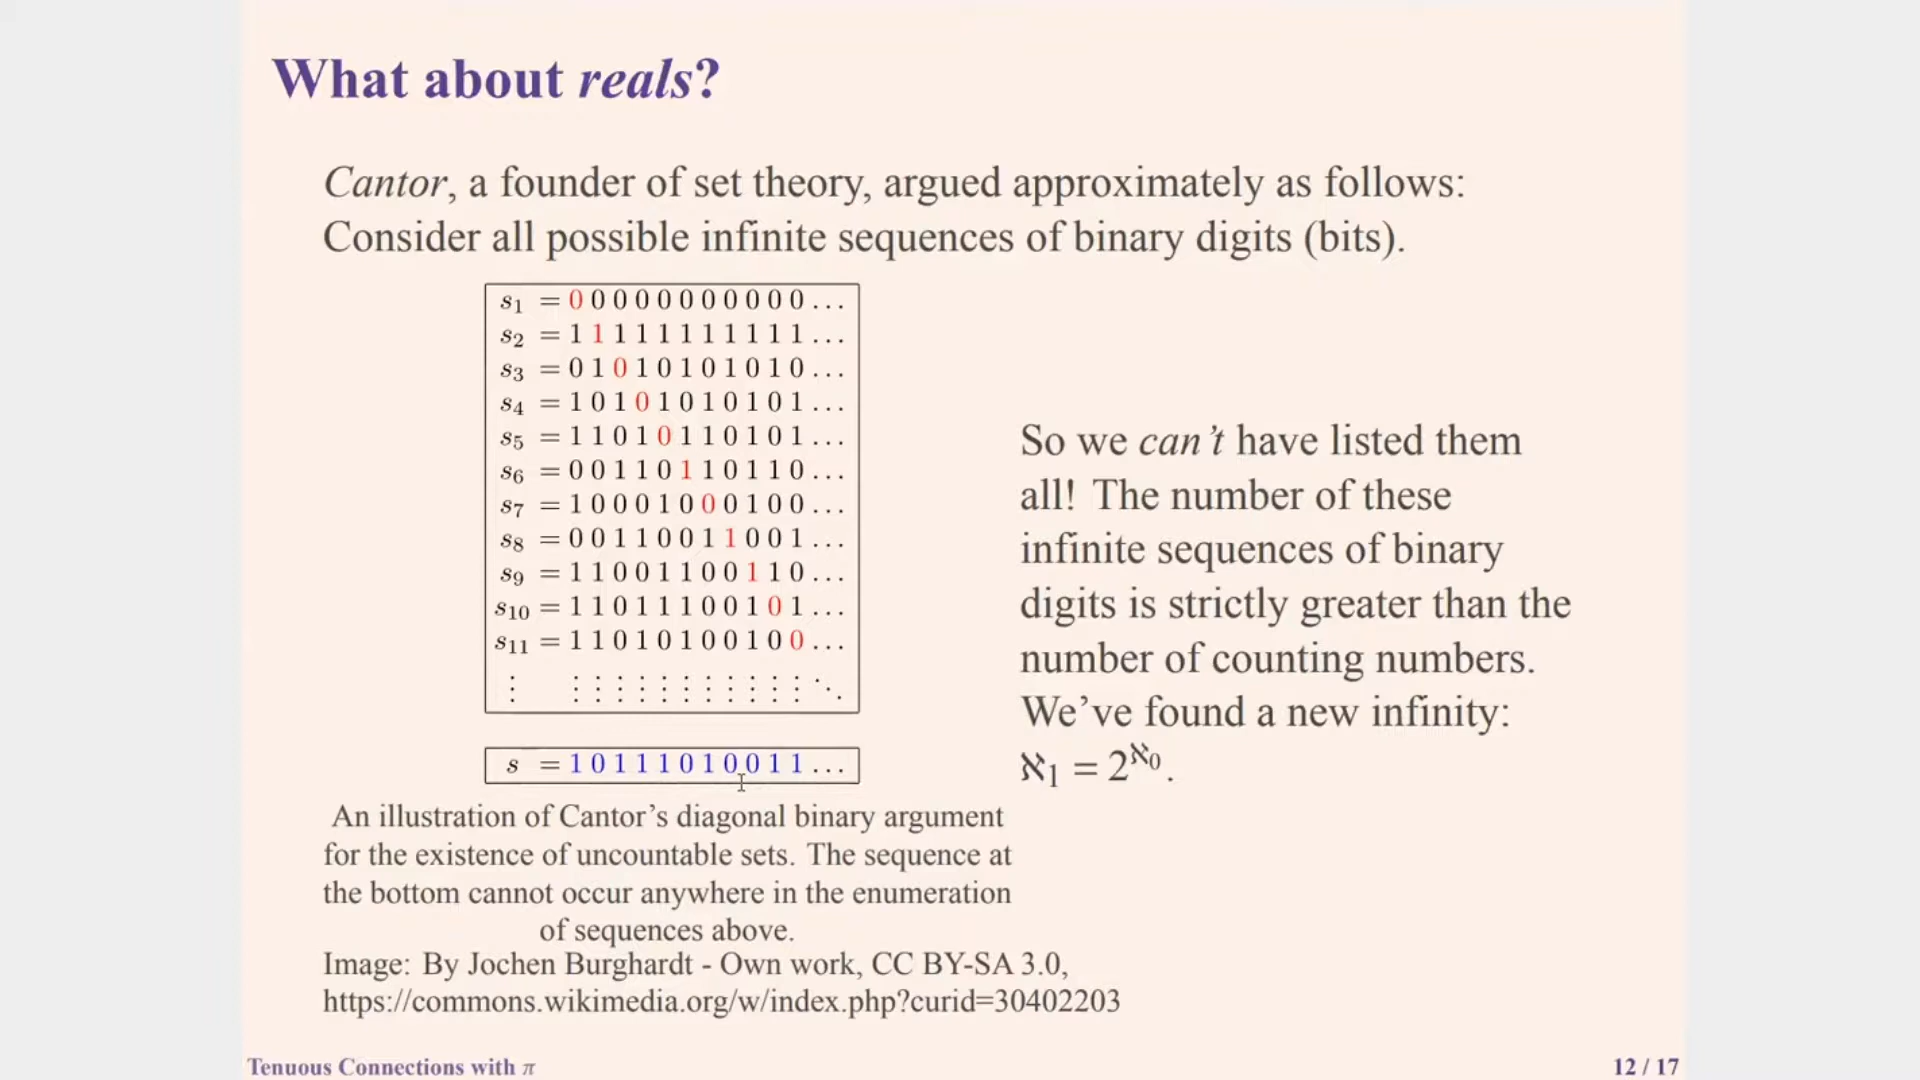 What about reals?
Cantor, a founder of set theory, argued approximately as follows:
Consider all possible infinite sequences of binary digits (bits).
s₁ = 0 0 0 0 0 0 0 0 0 0 0 ...
s₂ = 1 1 1 1 1 1 1 1 1 1 1 ...
s₃ = 0 1 0 1 0 1 0 1 0 1 0 ...
s₄ = 1 0 1 0 1 0 1 0 1 0 1 ...
s₅ = 1 1 0 1 0 1 1 0 1 0 1 ...
s₆ = 0 0 1 1 0 1 1 0 1 1 0 ...
s₇ = 1 0 0 0 1 0 0 0 1 0 0 ...
s₈ = 0 0 1 1 0 0 1 1 0 0 1 ...
s₉ = 1 1 0 0 1 1 0 0 1 1 0 ...
s₁₀ = 1 1 0 1 1 1 0 0 1 0 1 ...
s₁₁ = 1 1 0 1 0 1 0 0 1 0 0 ...
⋮ ⋮ ⋮ ⋮ ⋮ ⋮ ⋮ ⋮ ⋮ ⋮ ⋮ ⋮ ⋱
s = 1 0 1 1 1 0 1 0 0 1 1 ...
An illustration of Cantor's diagonal binary argument
for the existence of uncountable sets. The sequence at
the bottom cannot occur anywhere in the enumeration
of sequences above.
Image: By Jochen Burghardt - Own work, CC BY-SA 3.0,
https://commons.wikimedia.org/w/index.php?curid=30402203
So we can't have listed them
all! The number of these
infinite sequences of binary
digits is strictly greater than the
number of counting numbers.
We've found a new infinity:
ℵ₁ = 2^ℵ₀.
Tenuous Connections with π
12 / 17